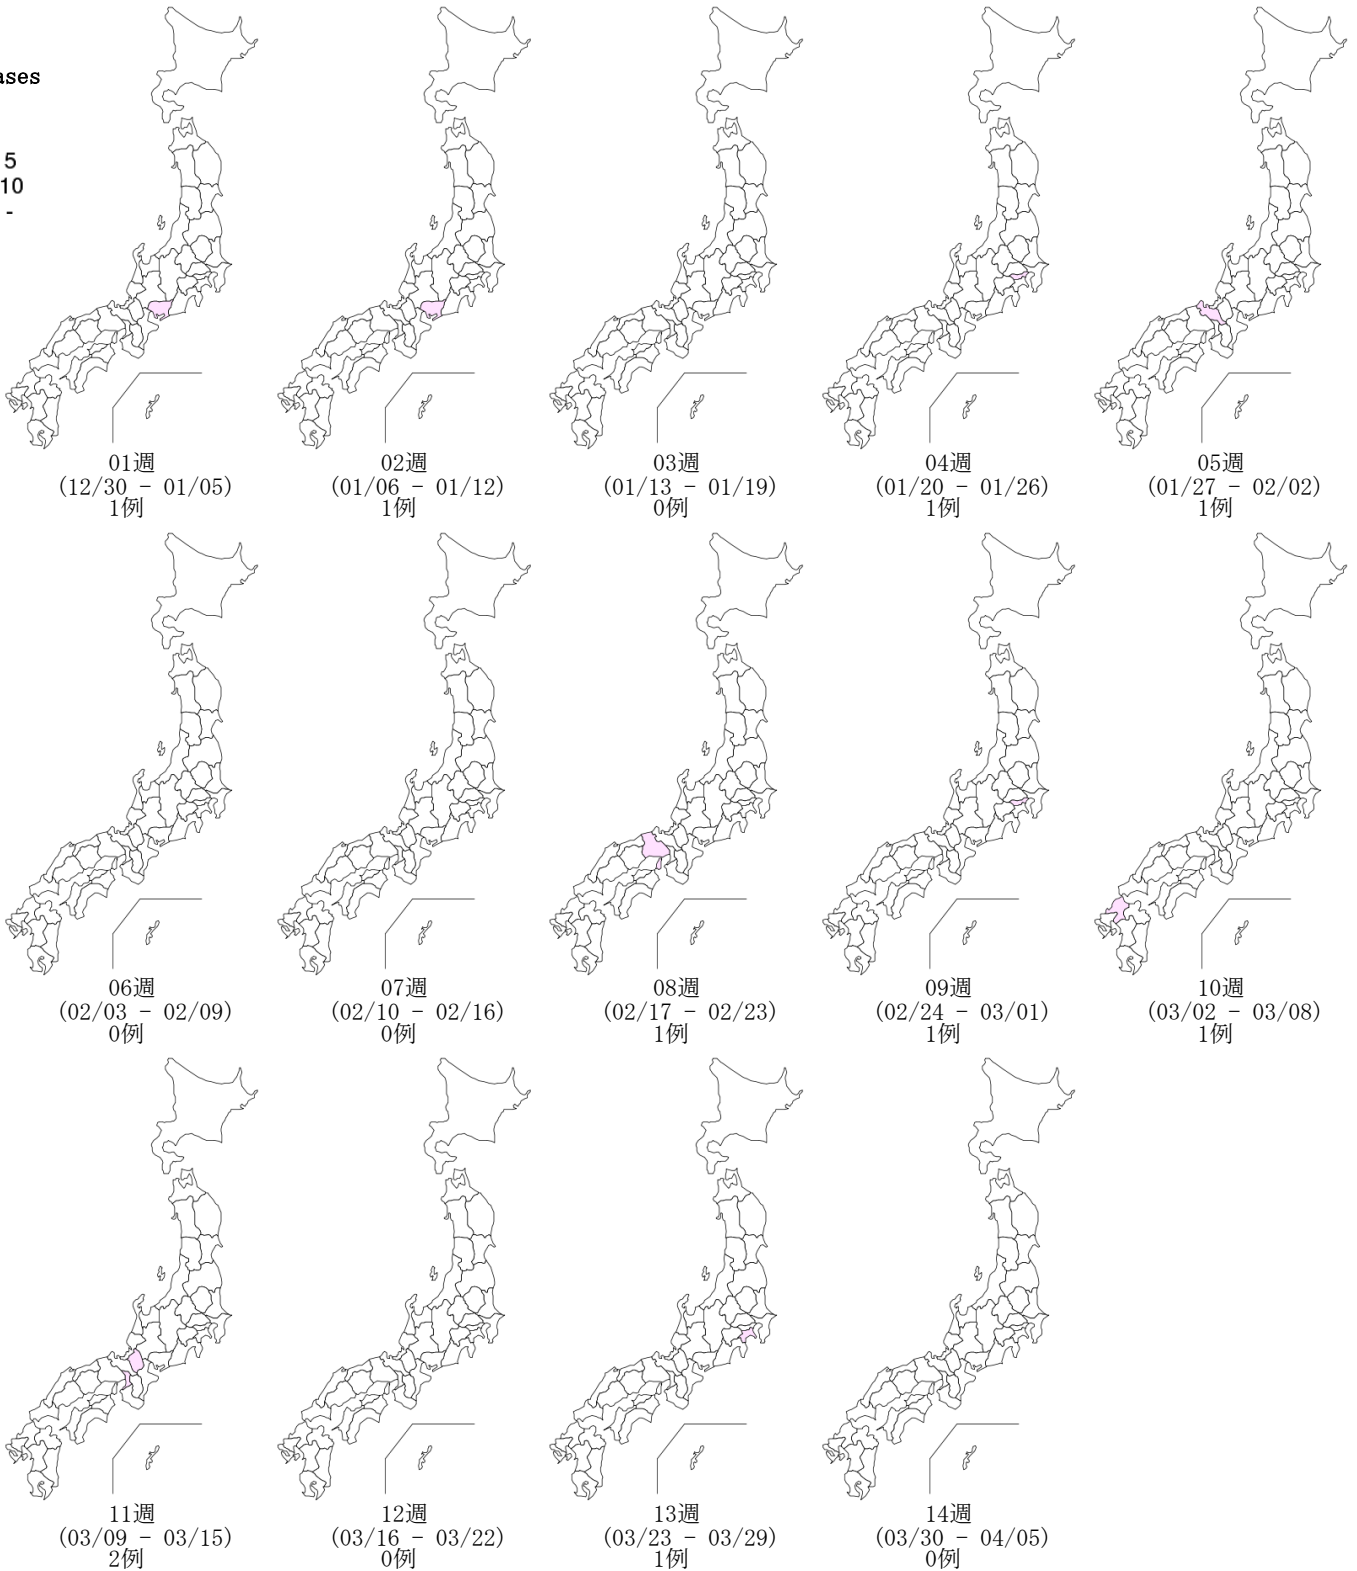 ases
5
10
-
01週
(12/30 - 01/05)
1例
02週
(01/06 - 01/12)
1例
03週
(01/13 - 01/19)
0例
04週
(01/20 - 01/26)
1例
05週
(01/27 - 02/02)
1例
06週
(02/03 - 02/09)
0例
07週
(02/10 - 02/16)
0例
08週
(02/17 - 02/23)
1例
09週
(02/24 - 03/01)
1例
10週
(03/02 - 03/08)
1例
11週
(03/09 - 03/15)
2例
12週
(03/16 - 03/22)
0例
13週
(03/23 - 03/29)
1例
14週
(03/30 - 04/05)
0例